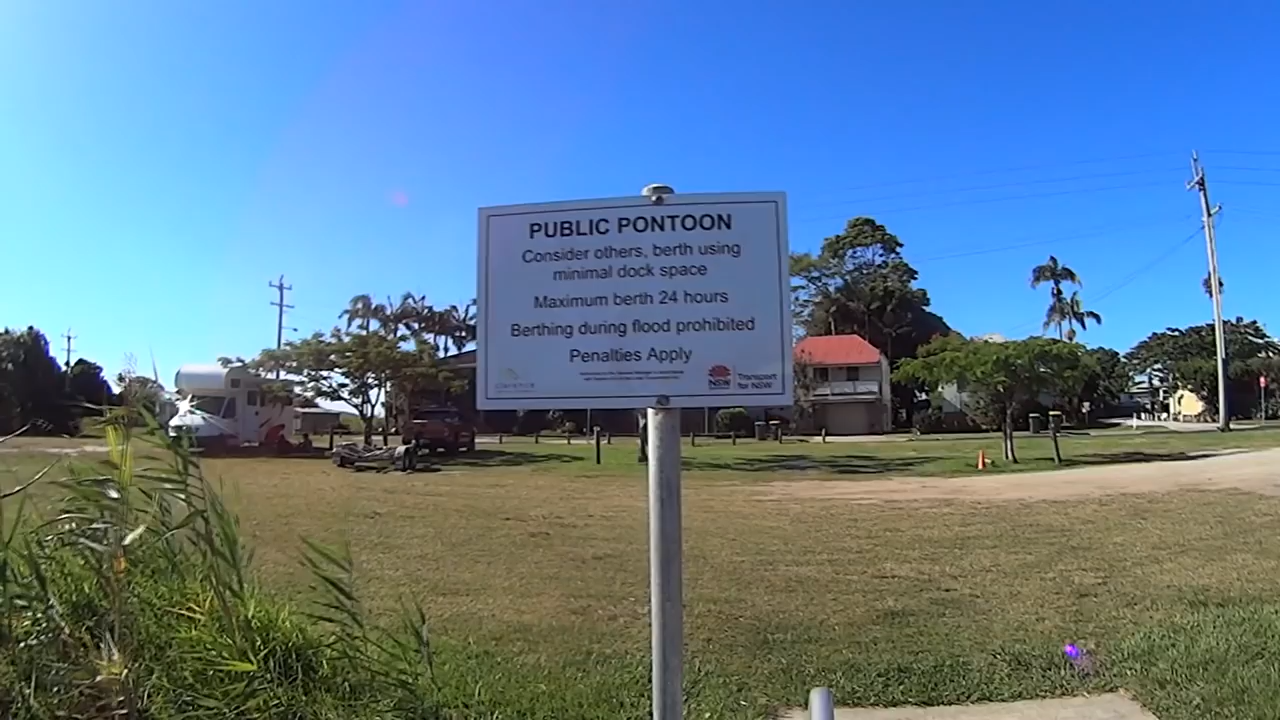 PUBLIC PONTOON
Consider others, berth using
minimal dock space
Maximum berth 24 hours
Berthing during flood prohibited
Penalties Apply
clarence
NSW
Transport
for NSW